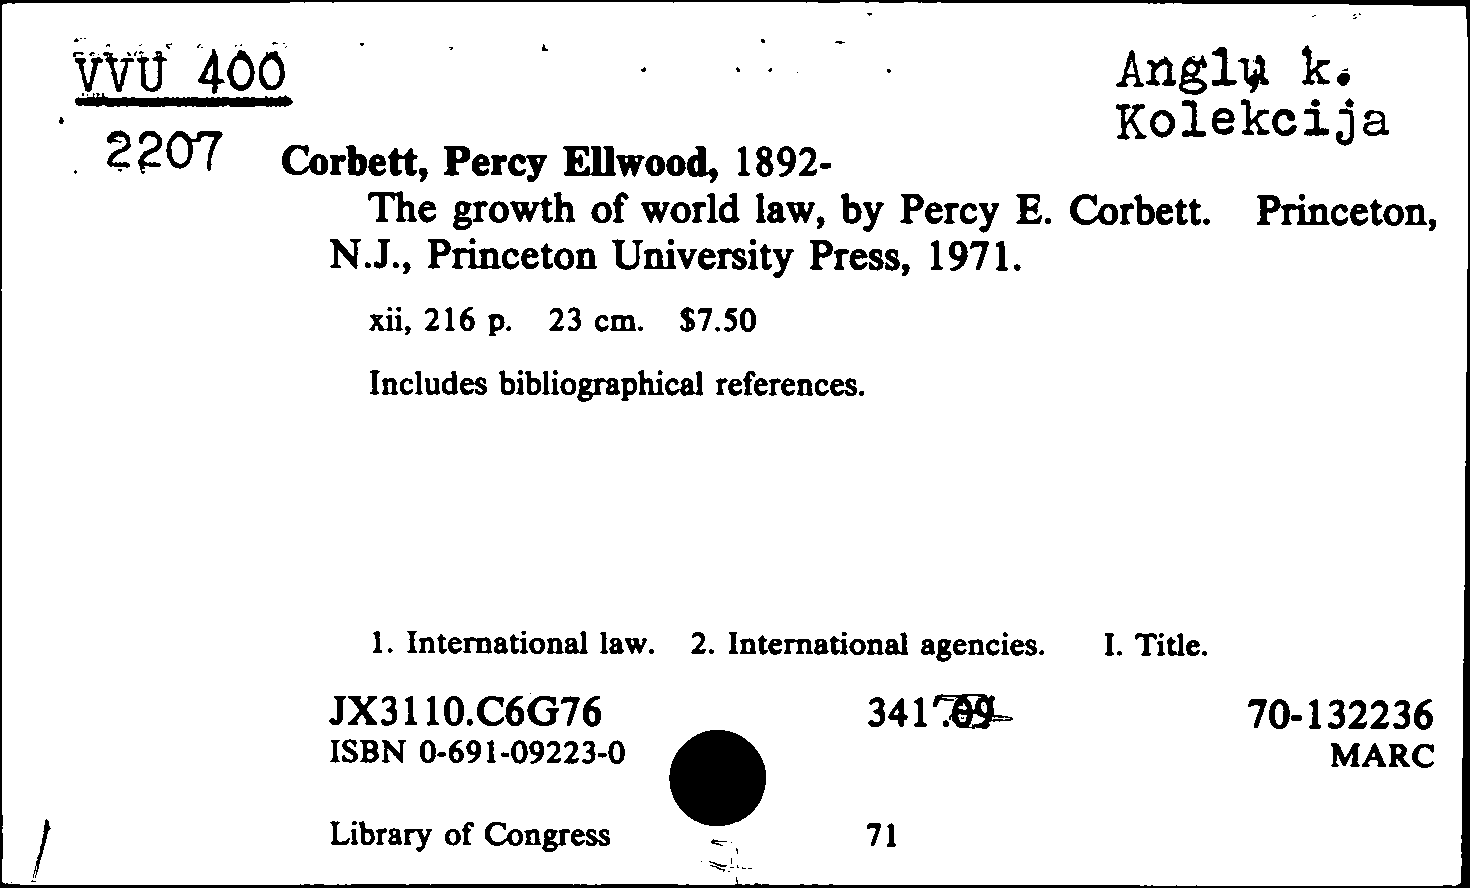 VVU 400
Anglų k.
Kolekcija
2207
Corbett, Percy Ellwood, 1892-
The growth of world law, by Percy E. Corbett. Princeton,
N.J., Princeton University Press, 1971.
xii, 216 p. 23 cm. $7.50
Includes bibliographical references.
1. International law. 2. International agencies. I. Title.
JX3110.C6G76 341'.09 70-132236
ISBN 0-691-09223-0 MARC
Library of Congress 71